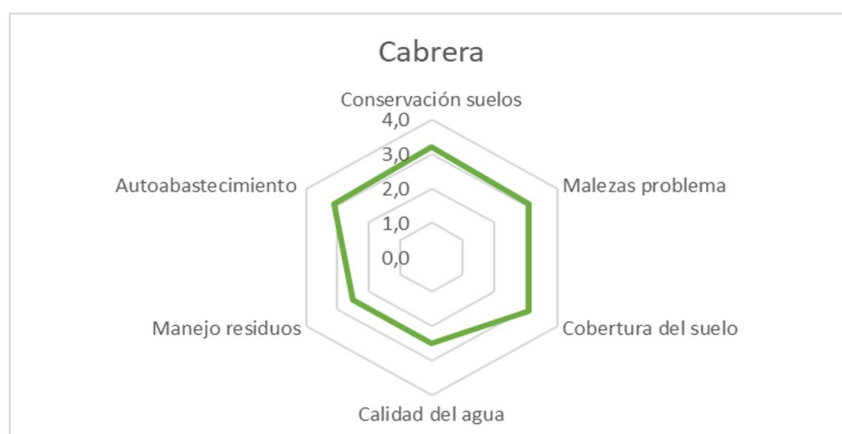 Cabrera
Conservación suelos
4,0
3,0
Autoabastecimiento
2,0
Malezas problema
1,0
0,0
Manejo residuos
Cobertura del suelo
Calidad del agua